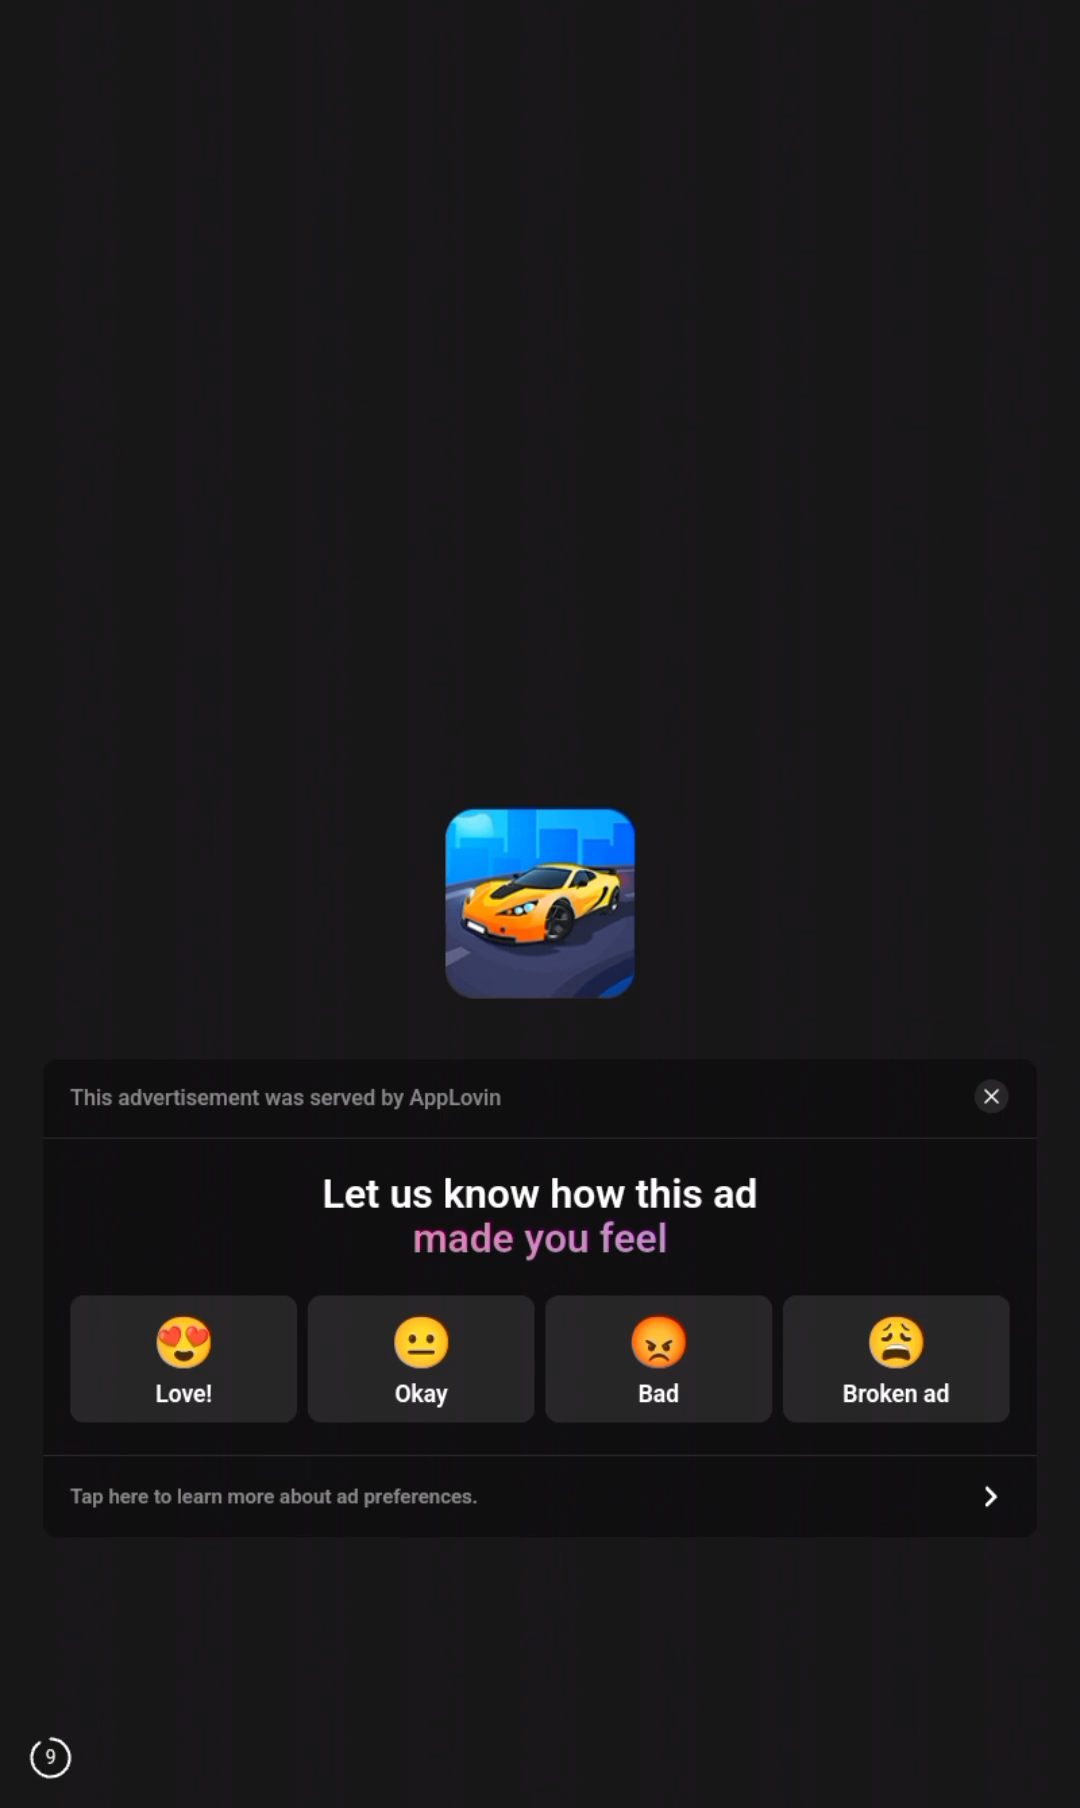 This advertisement was served by AppLovin
Let us know how this ad
made you feel
Love!
Okay
Bad
Broken ad
Tap here to learn more about ad preferences.
9